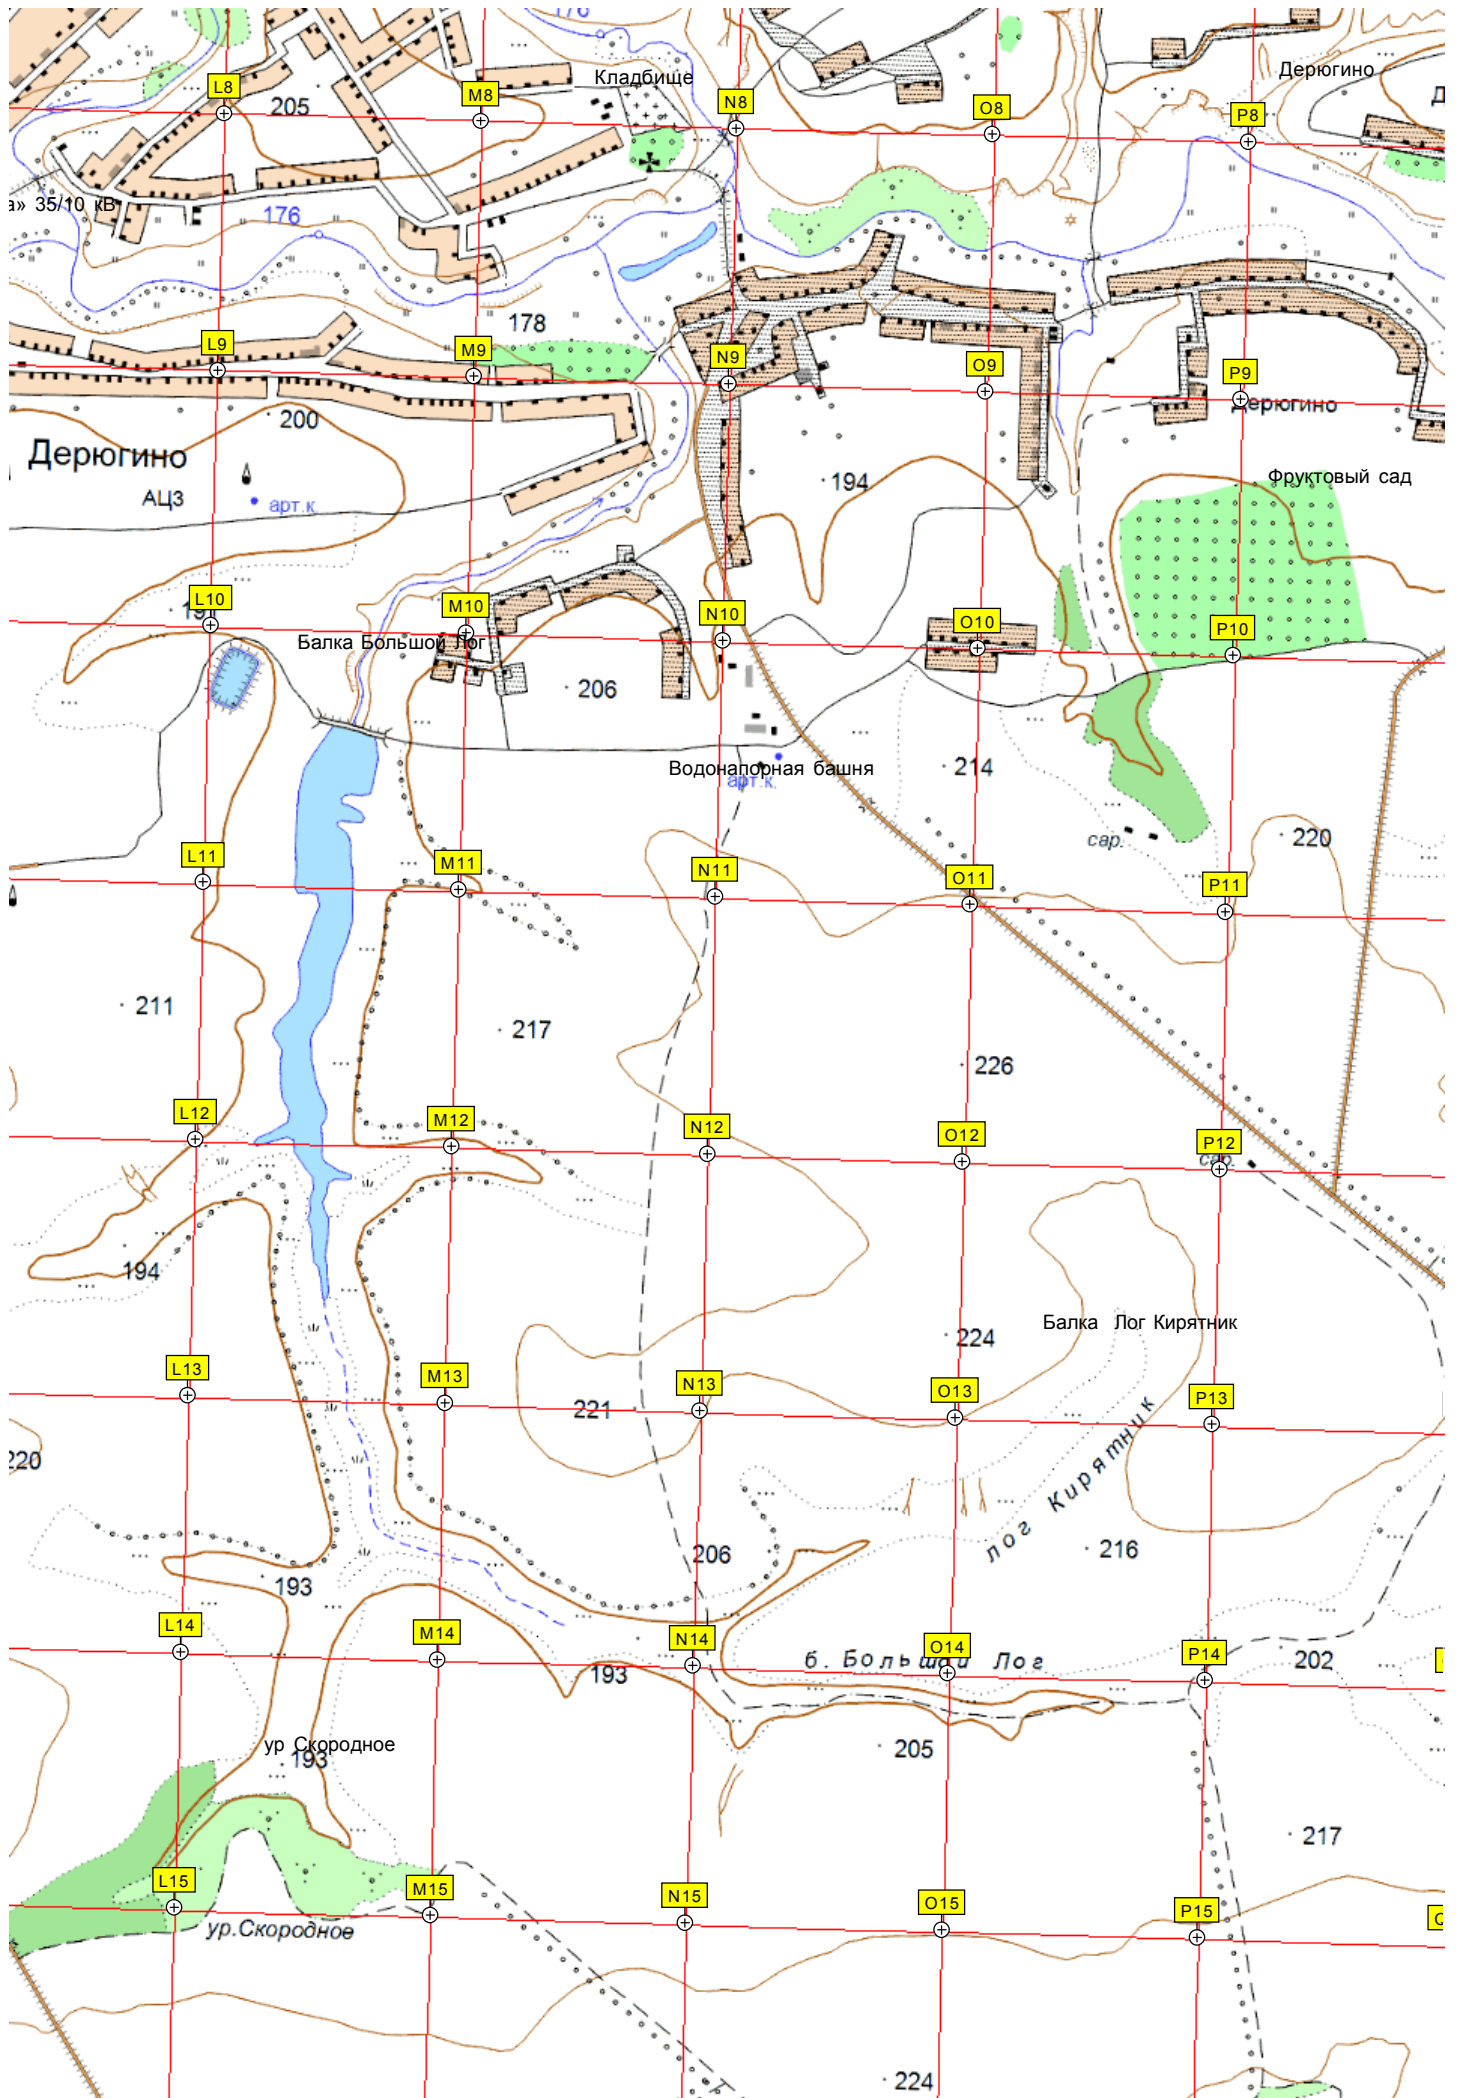 176
Кладбище
Дерюгино
L8
205
M8
N8
O8
P8
Д
а» 35/10 кВ
176
178
L9
M9
N9
O9
P9
Дерюгино
200
Дерюгино
АЦЗ
арт.к.
194
Фруктовый сад
L10
M10
N10
O10
P10
Балка Большой Лог
206
Водонапорная башня
арт.к.
214
сар.
220
L11
M11
N11
O11
P11
211
217
226
L12
M12
N12
O12
P12
сар.
194
224
Балка Лог Кирятник
L13
M13
N13
O13
P13
221
220
лог Кирятник
193
206
216
L14
M14
N14
O14
P14
193
б. Большой Лог
202
ур Скородное
193
205
217
L15
M15
N15
O15
P15
ур.Скородное
224